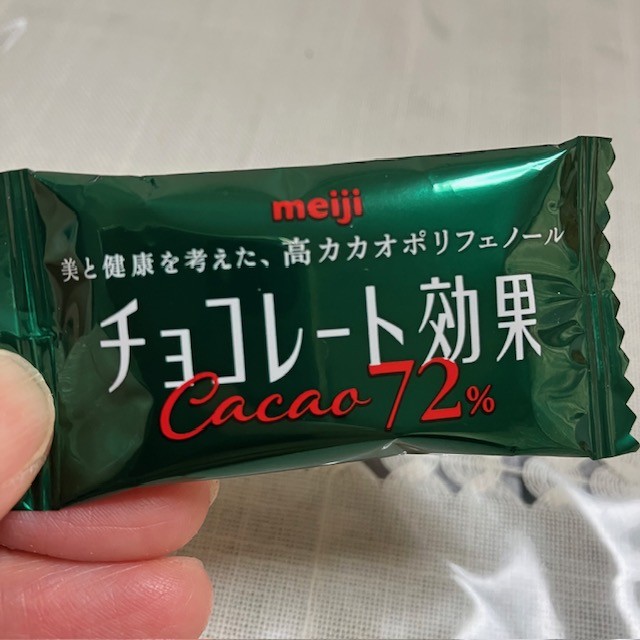 meiji
美と健康を考えた、高カカオポリフェノール
チョコレート効果
Cacao 72%